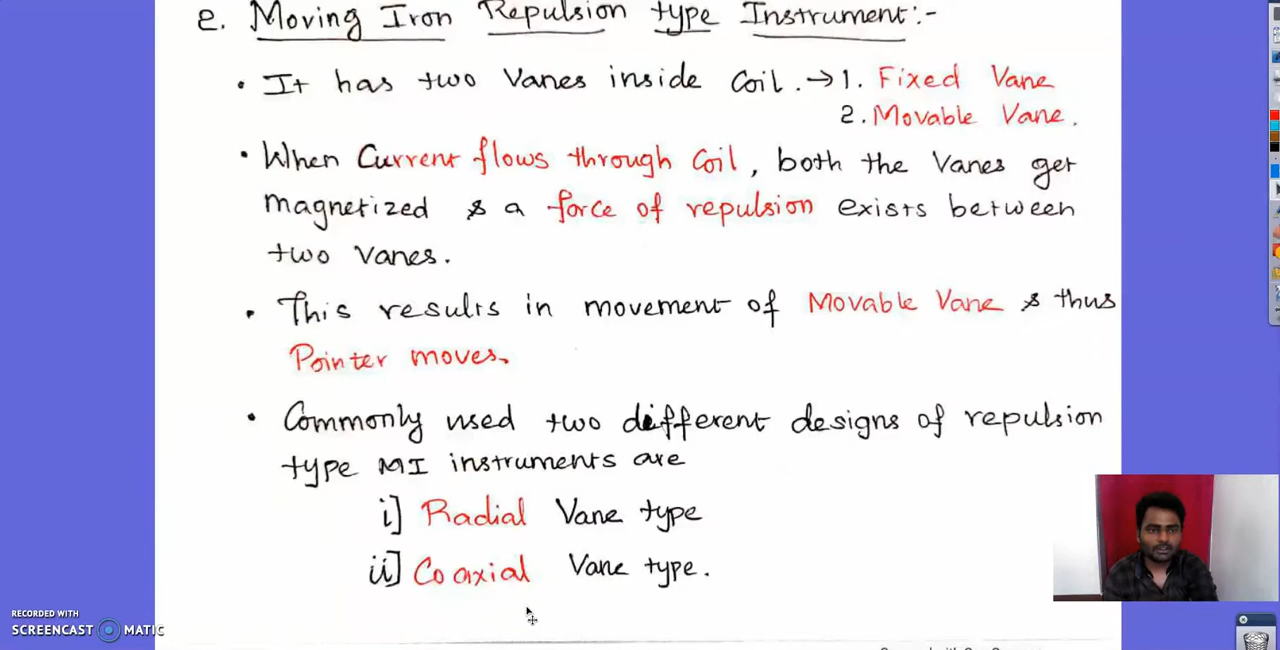 2. Moving Iron Repulsion type Instrument:-
• It has two Vanes inside Coil. → 1. Fixed Vane
2. Movable Vane.
• When Current flows through Coil, both the Vanes get
magnetized & a force of repulsion exists between
two Vanes.
• This results in movement of Movable Vane & thus
Pointer moves.
• Commonly used two different designs of repulsion
type MI instruments are
i] Radial Vane type
ii] Coaxial Vane type.
RECORDED WITH
SCREENCAST MATIC